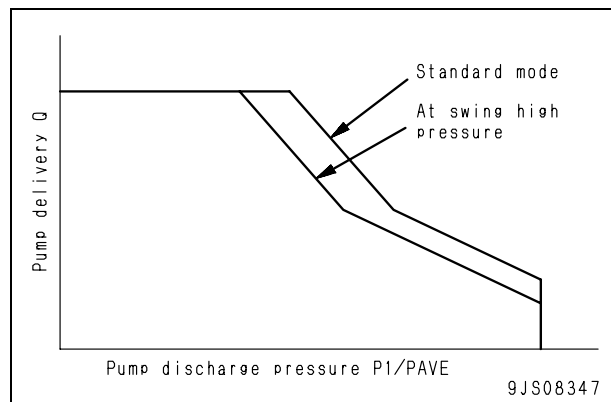 Standard mode
At swing high
pressure
Pump delivery Q
Pump discharge pressure P1/PAVE
9JS08347